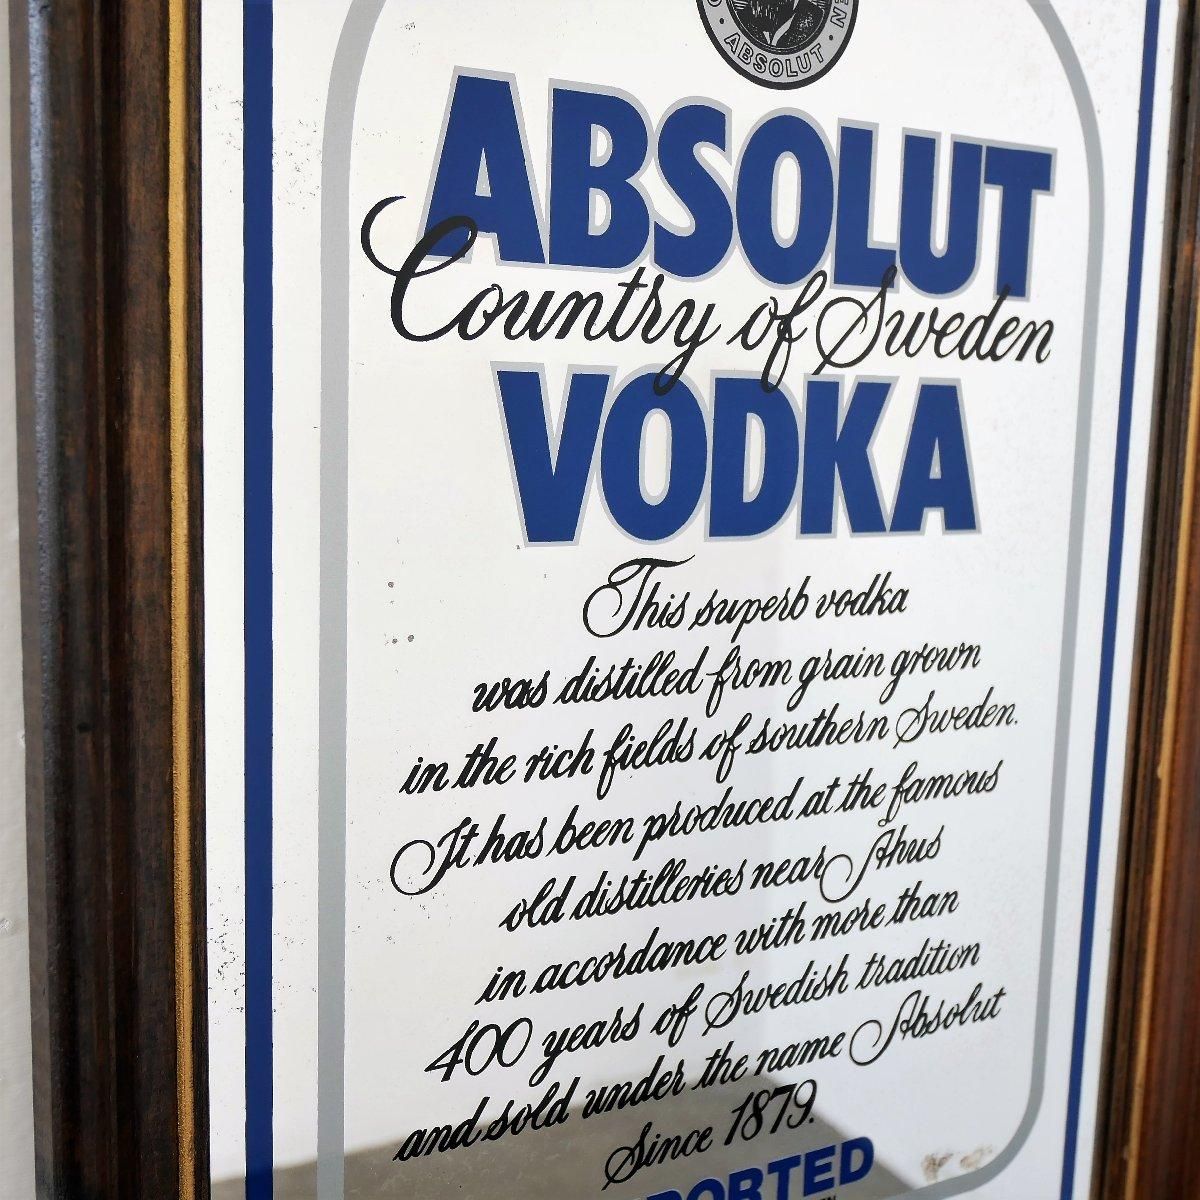 ABSOLUT
ABSOLUT
Country of Sweden
VODKA
This superb vodka
was distilled from grain grown
in the rich fields of southern Sweden.
It has been produced at the famous
old distilleries near Ahus
in accordance with more than
400 years of Swedish tradition
and sold under the name Absolut
Since 1879.